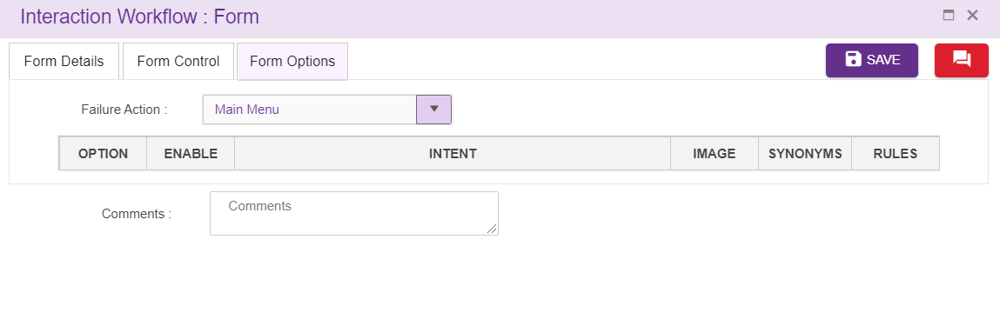 Interaction Workflow : Form
Form Details Form Control Form Options SAVE
Failure Action : Main Menu
OPTION ENABLE INTENT IMAGE SYNONYMS RULES
Comments : Comments